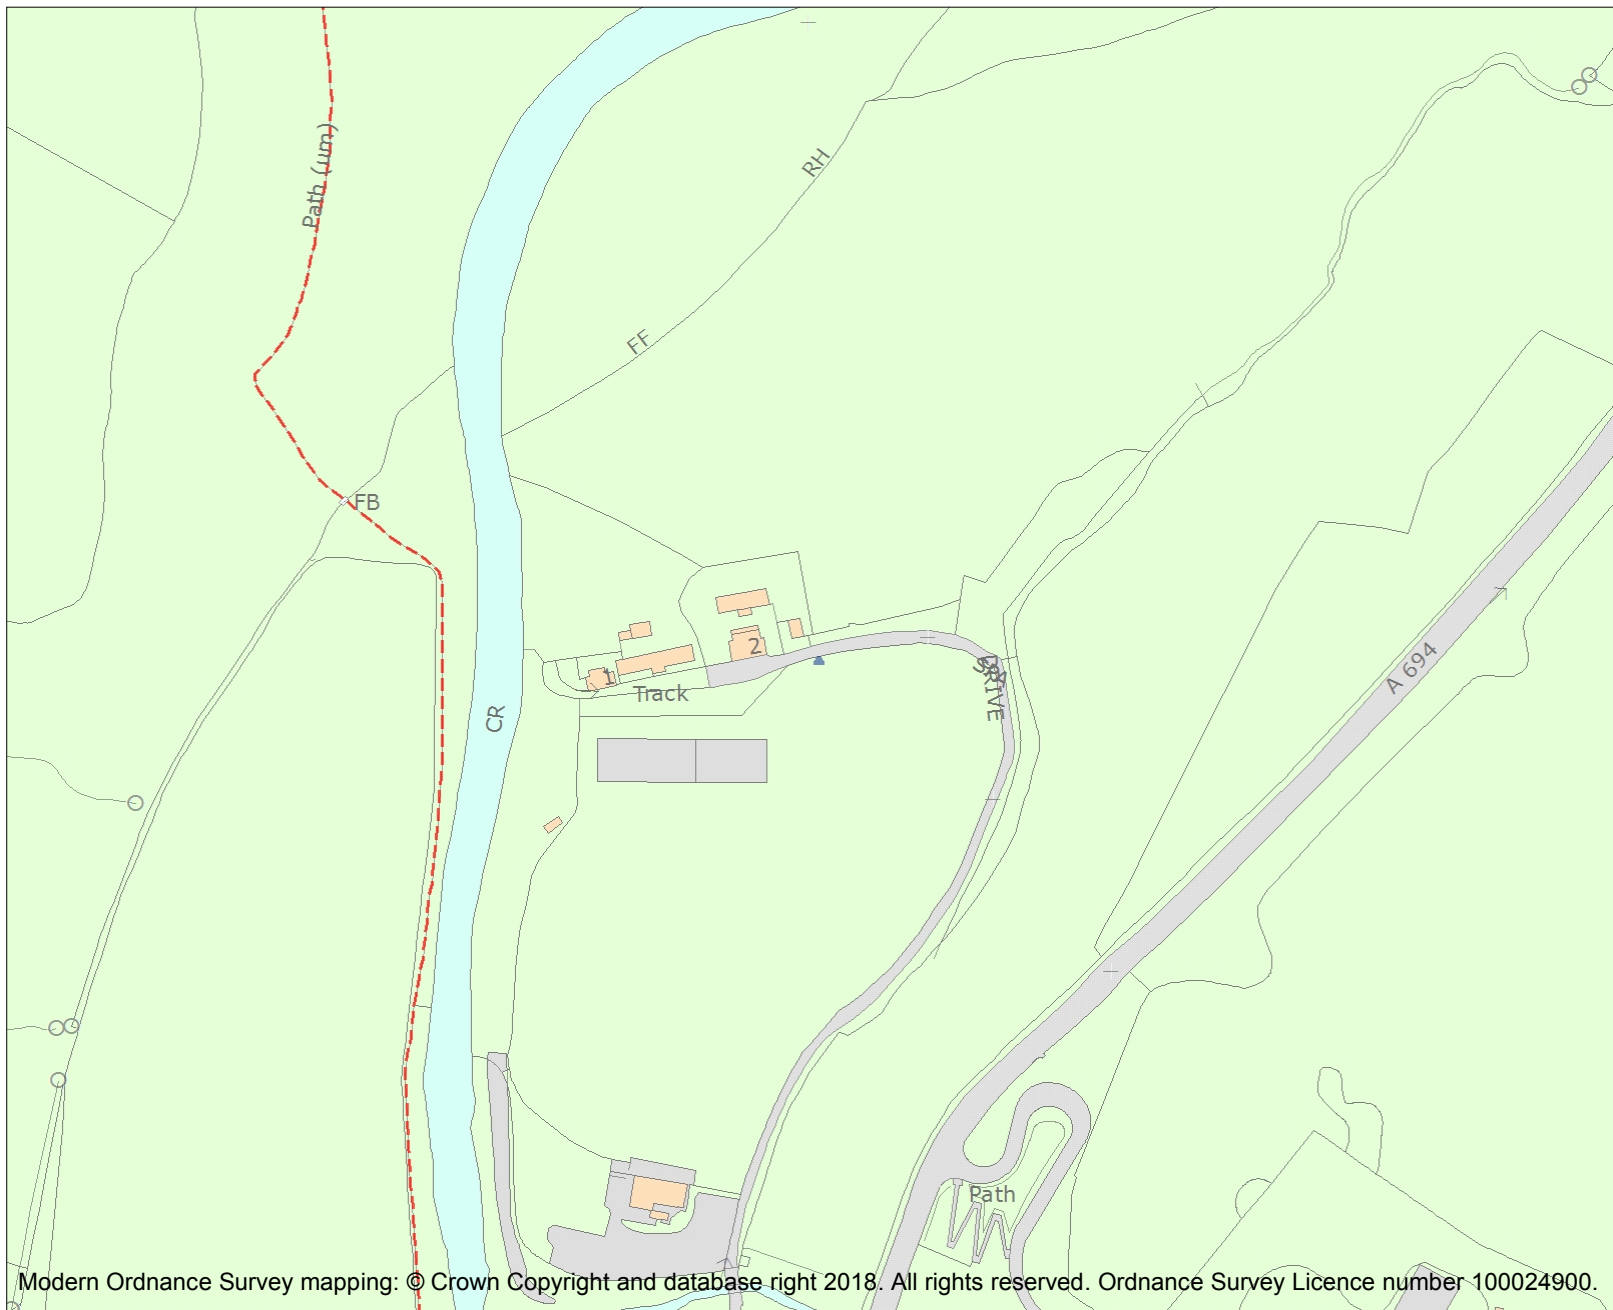 Path (um)
RH
FF
FB
2
1
Track
DRIVE
CR
A 694
Path
Modern Ordnance Survey mapping: © Crown Copyright and database right 2018. All rights reserved. Ordnance Survey Licence number 100024900.